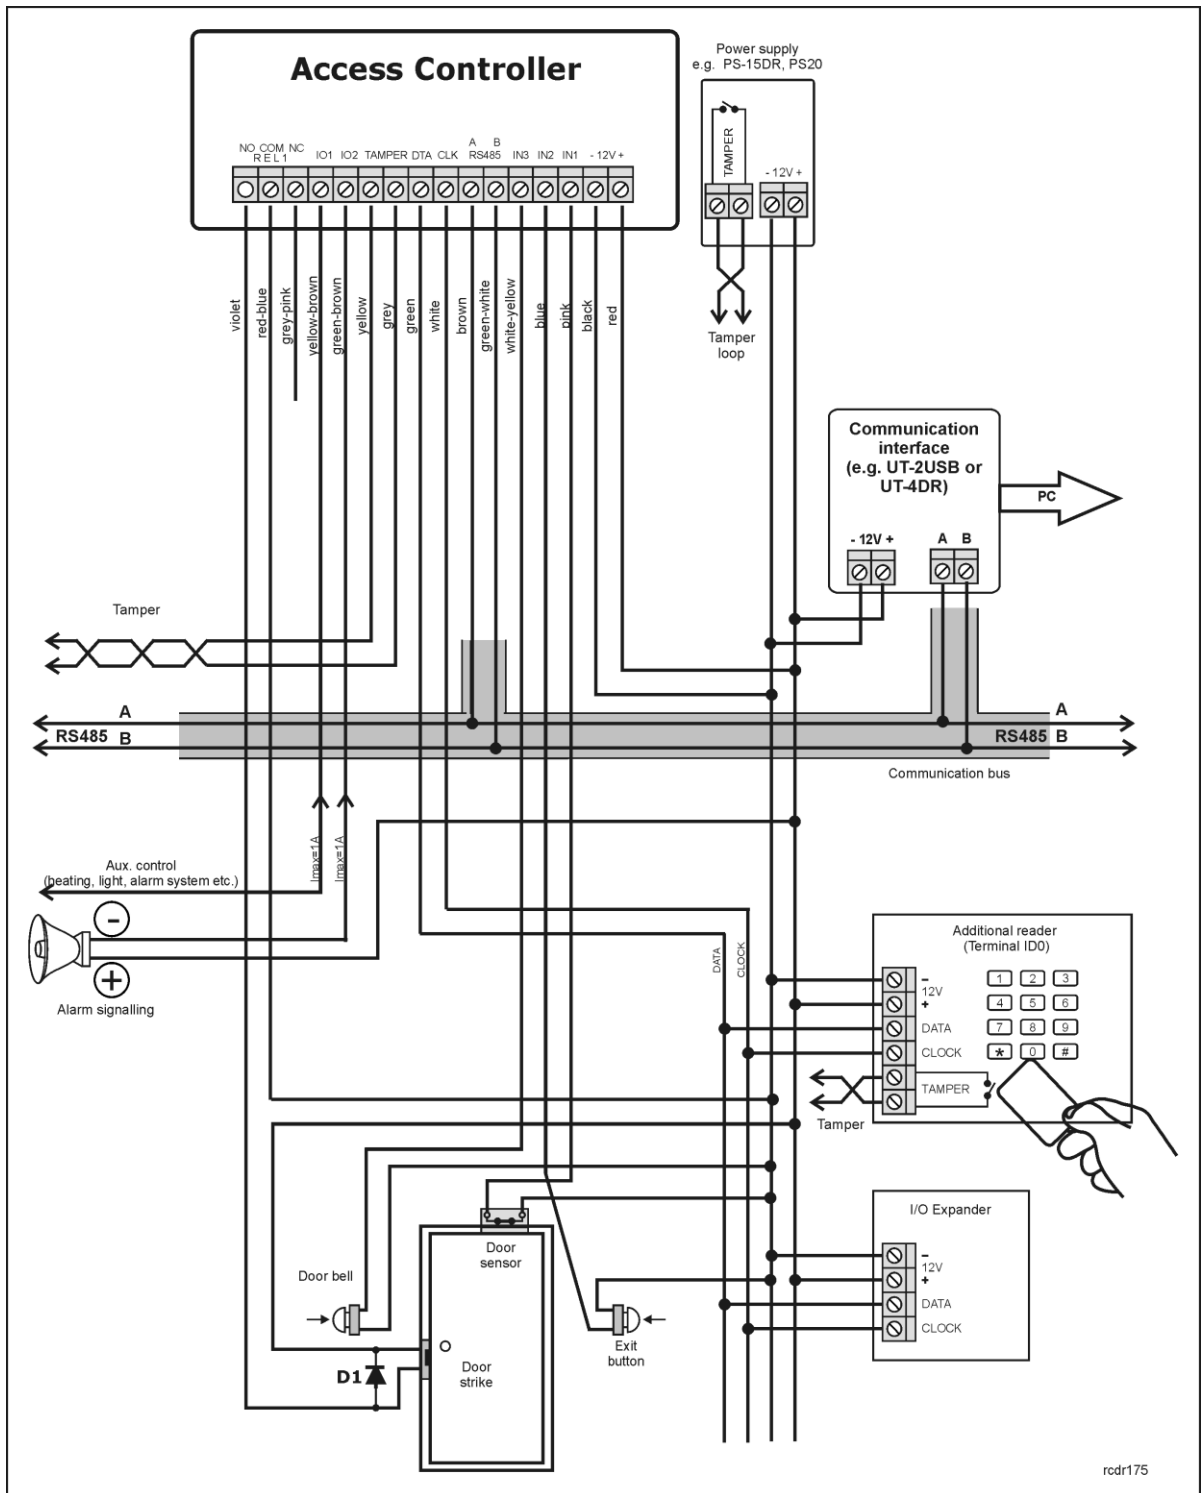 Access Controller
NO COM NC
REL1
IO1 IO2 TAMPER DTA CLK
A B
RS485
IN3 IN2 IN1 - 12V +
violet
red-blue
grey-pink
yellow-brown
green-brown
yellow
grey
green
white
brown
green-white
white-yellow
blue
pink
black
red
Power supply
e.g. PS-15DR, PS20
TAMPER
- 12V +
Tamper
loop
Communication
interface
(e.g. UT-2USB or
UT-4DR)
PC
- 12V +
A B
Tamper
A
RS485 B
A
RS485 B
Communication bus
Imax=1A
Imax=1A
Aux. control
(heating, light, alarm system etc.)
-
+
Alarm signalling
DATA
CLOCK
Additional reader
(Terminal ID0)
-
12V
+
DATA
CLOCK
TAMPER
1 2 3
4 5 6
7 8 9
* 0 #
Tamper
I/O Expander
-
12V
+
DATA
CLOCK
Door
sensor
Door bell
Exit
button
Door
strike
D1
rcdr175